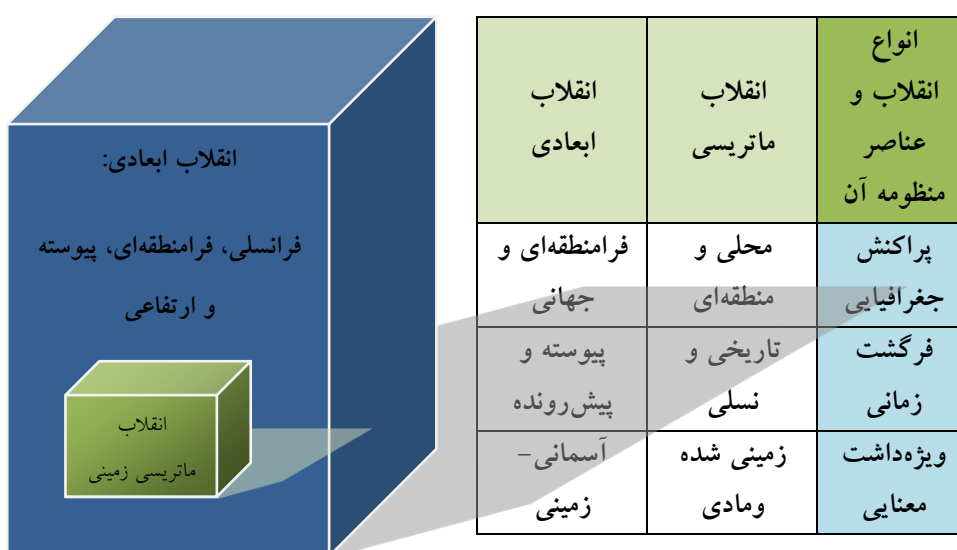 انواع
انقلاب و
عناصر
منظومه آن
انقلاب
ماتریسی
انقلاب
ابعادی
پراکنش
جغرافیایی
محلی و
منطقه‌ای
فرامنطقه‌ای و
جهانی
فرگشت
زمانی
تاریخی و
نسلی
پیوسته و
پیش‌رونده
ویژه‌داشت
معنایی
زمینی شده
ومادی
آسمانی-
زمینی
انقلاب ابعادی:
فرانسلی، فرامنطقه‌ای، پیوسته
و ارتفاعی
انقلاب
ماتریسی زمینی